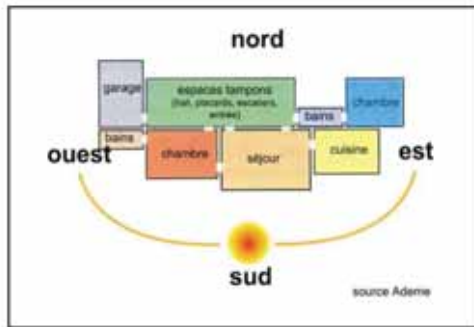 nord
garage
espaces tampons
(hall, placards, escaliers,
entrée)
bains
chambre
bains
ouest
chambre
séjour
cuisine
est
sud
source Ademe